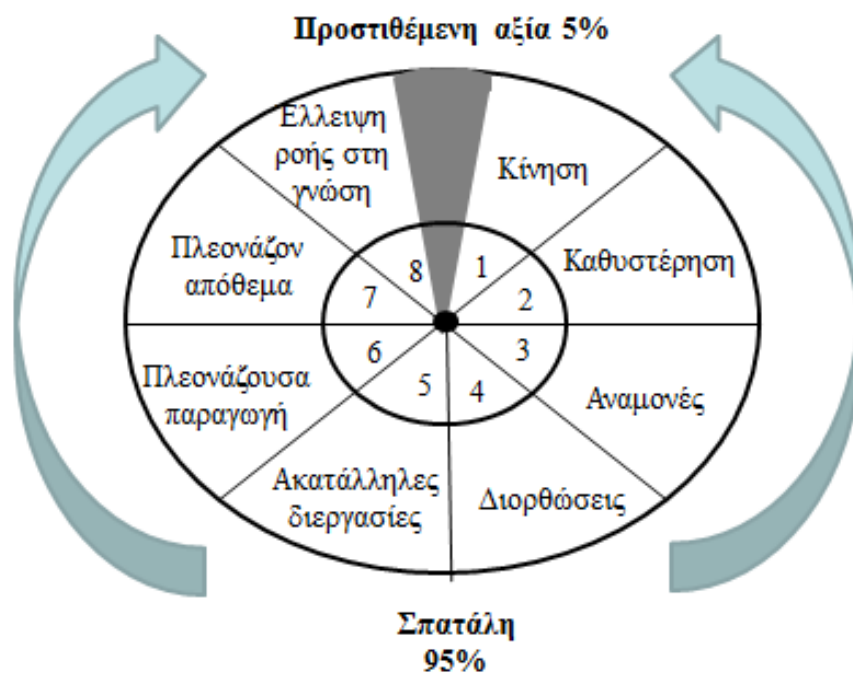 Προστιθέμενη αξία 5%
Ελλειψη
ροής στη
γνώση
Κίνηση
Πλεονάζον
απόθεμα
Καθυστέρηση
8
1
7
2
6
3
5
4
Πλεονάζουσα
παραγωγή
Αναμονές
Ακατάλληλες
διεργασίες
Διορθώσεις
Σπατάλη
95%